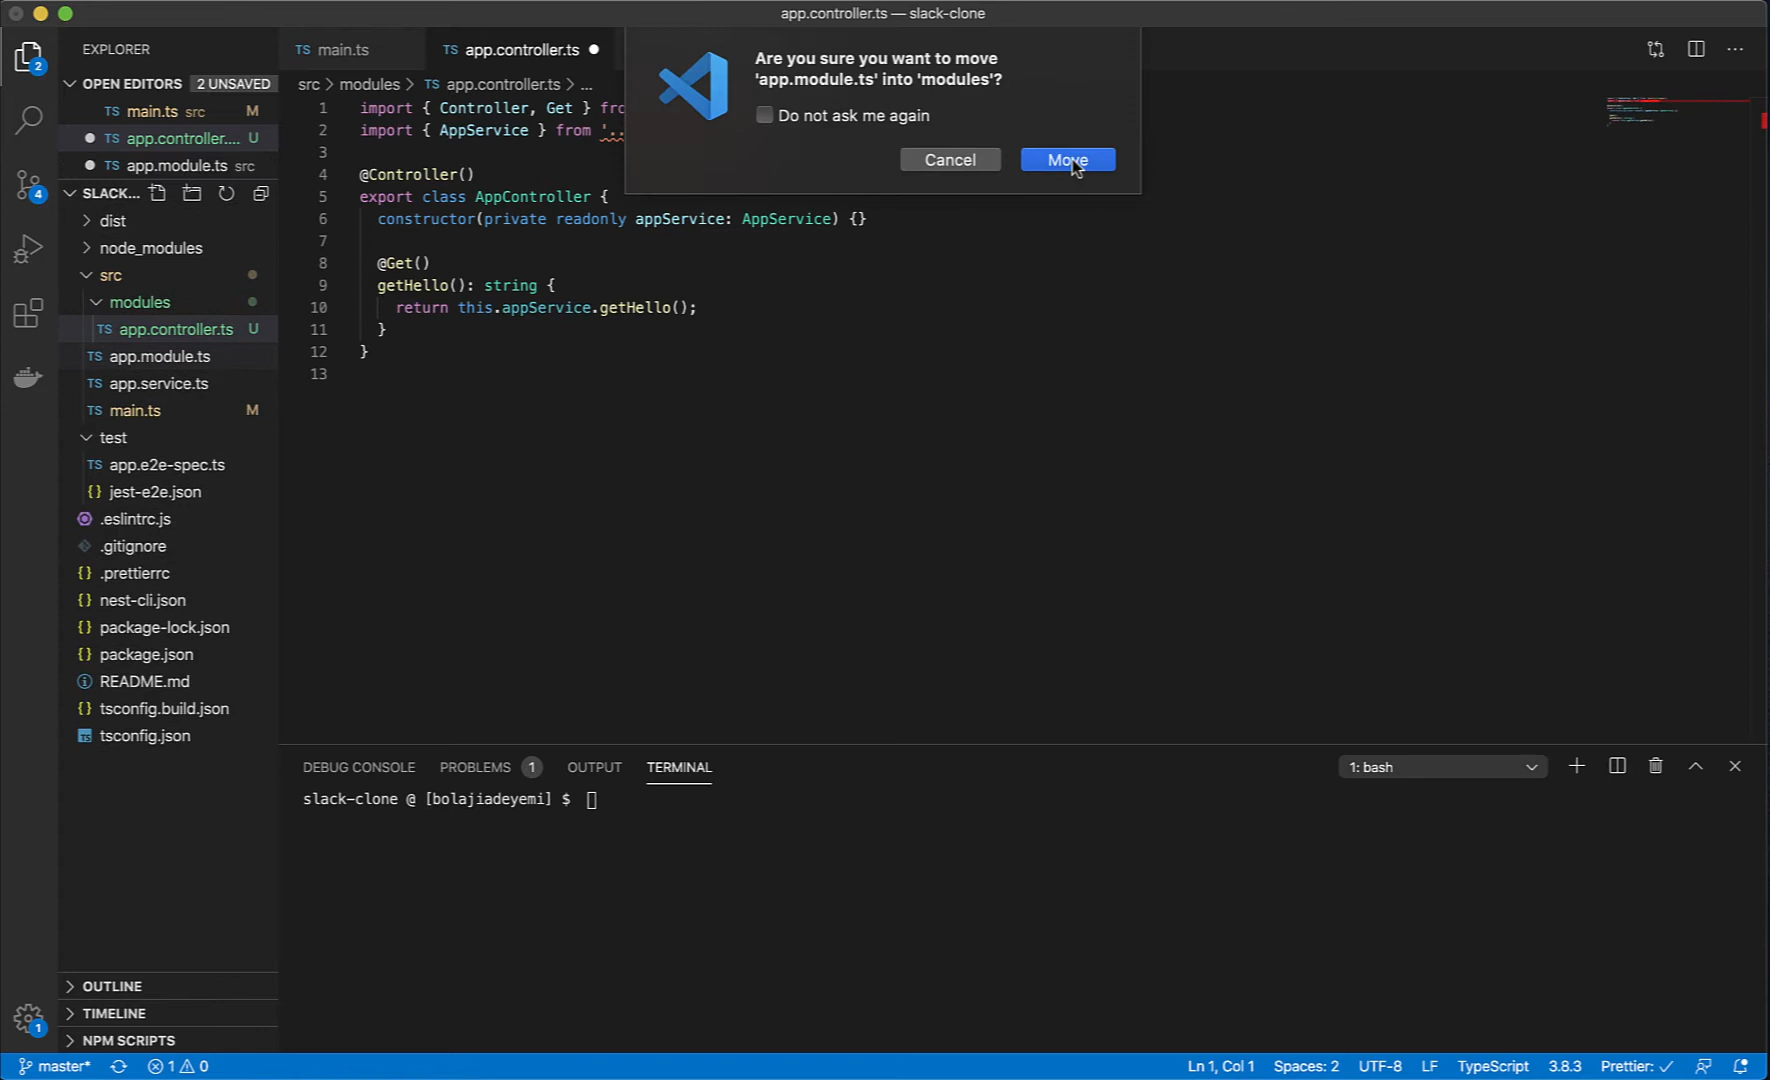 app.controller.ts — slack-clone
EXPLORER
OPEN EDITORS 2 UNSAVED
TS main.ts src M
TS app.controller.... U
TS app.module.ts src
SLACK...
dist
node_modules
src
modules
TS app.controller.ts U
TS app.module.ts
TS app.service.ts
TS main.ts M
test
TS app.e2e-spec.ts
{} jest-e2e.json
.eslintrc.js
.gitignore
{} .prettierrc
{} nest-cli.json
{} package-lock.json
{} package.json
README.md
{} tsconfig.build.json
TS tsconfig.json
OUTLINE
TIMELINE
NPM SCRIPTS
2
4
1
TS main.ts
TS app.controller.ts
src > modules > TS app.controller.ts > ...
1 import { Controller, Get } fro
2 import { AppService } from '..
3
4 @Controller()
5 export class AppController {
6 constructor(private readonly appService: AppService) {}
7
8 @Get()
9 getHello(): string {
10 return this.appService.getHello();
11 }
12 }
13
Are you sure you want to move
'app.module.ts' into 'modules'?
Do not ask me again
Cancel Move
DEBUG CONSOLE PROBLEMS 1 OUTPUT TERMINAL
1: bash
slack-clone @ [bolajiadeyemi] $
master* 1 0
Ln 1, Col 1 Spaces: 2 UTF-8 LF TypeScript 3.8.3 Prettier: ✓